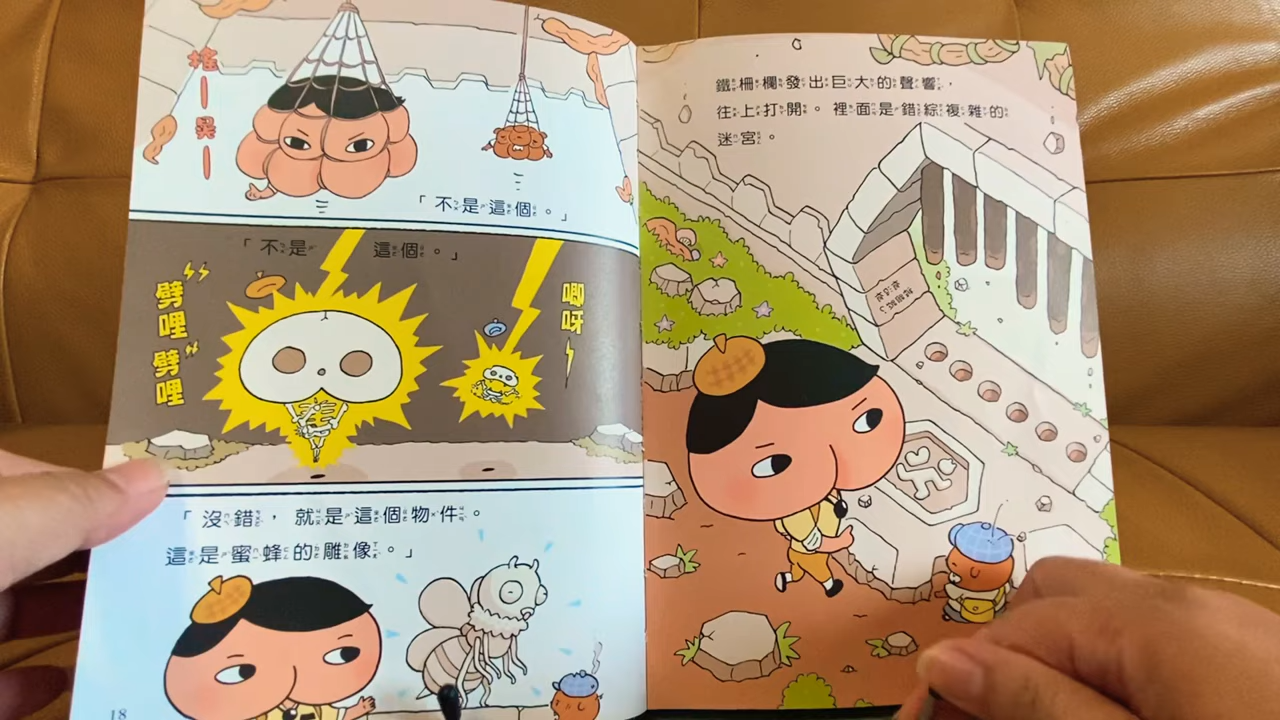 搖—晃—
「不是這個。」
「不是　這個。」
劈哩劈哩
「沒錯，就是這個物件。
這是蜜蜂的雕像。」
18
鐵柵欄發出巨大的聲響，
往上打開。裡面是錯綜複雜的
迷宮。